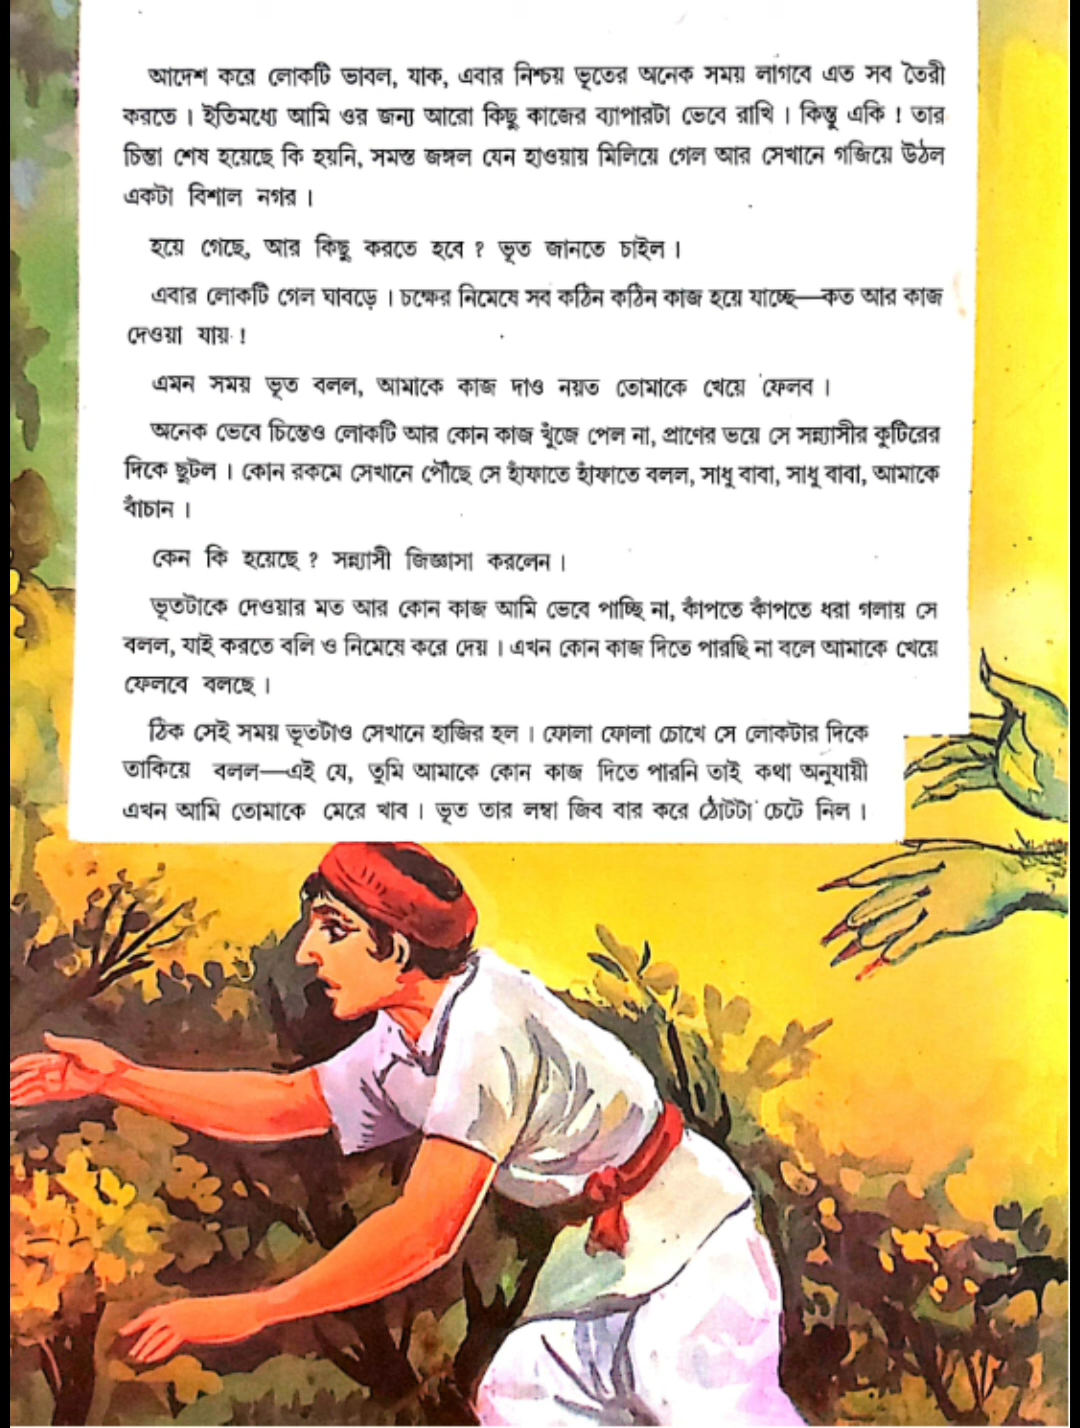 আদেশ করে লোকটি ভাবল, যাক, এবার নিশ্চয় ভূতের অনেক সময় লাগবে এত সব তৈরী
করতে । ইতিমধ্যে আমি ওর জন্য আরো কিছু কাজের ব্যাপারটা ভেবে রাখি । কিন্তু একি ! তার
চিন্তা শেষ হয়েছে কি হয়নি, সমস্ত জঙ্গল যেন হাওয়ায় মিলিয়ে গেল আর সেখানে গজিয়ে উঠল
একটা বিশাল নগর ।
হয়ে গেছে, আর কিছু করতে হবে ? ভূত জানতে চাইল ।
এবার লোকটি গেল ঘাবড়ে । চক্ষের নিমেষে সব কঠিন কঠিন কাজ হয়ে যাচ্ছে—কত আর কাজ
দেওয়া যায় !
এমন সময় ভূত বলল, আমাকে কাজ দাও নয়ত তোমাকে খেয়ে ফেলব ।
অনেক ভেবে চিন্তেও লোকটি আর কোন কাজ খুঁজে পেল না, প্রাণের ভয়ে সে সন্ন্যাসীর কুটিরের
দিকে ছুটল । কোন রকমে সেখানে পৌঁছে সে হাঁফাতে হাঁফাতে বলল, সাধু বাবা, সাধু বাবা, আমাকে
বাঁচান ।
কেন কি হয়েছে ? সন্ন্যাসী জিজ্ঞাসা করলেন ।
ভূতটাকে দেওয়ার মত আর কোন কাজ আমি ভেবে পাচ্ছি না, কাঁপতে কাঁপতে ধরা গলায় সে
বলল, যাই করতে বলি ও নিমেষে করে দেয় । এখন কোন কাজ দিতে পারছি না বলে আমাকে খেয়ে
ফেলবে বলছে ।
ঠিক সেই সময় ভূতটাও সেখানে হাজির হল । ফোলা ফোলা চোখে সে লোকটার দিকে
তাকিয়ে বলল—এই যে, তুমি আমাকে কোন কাজ দিতে পারনি তাই কথা অনুযায়ী
এখন আমি তোমাকে মেরে খাব । ভূত তার লম্বা জিব বার করে ঠোঁটটা চেটে নিল ।